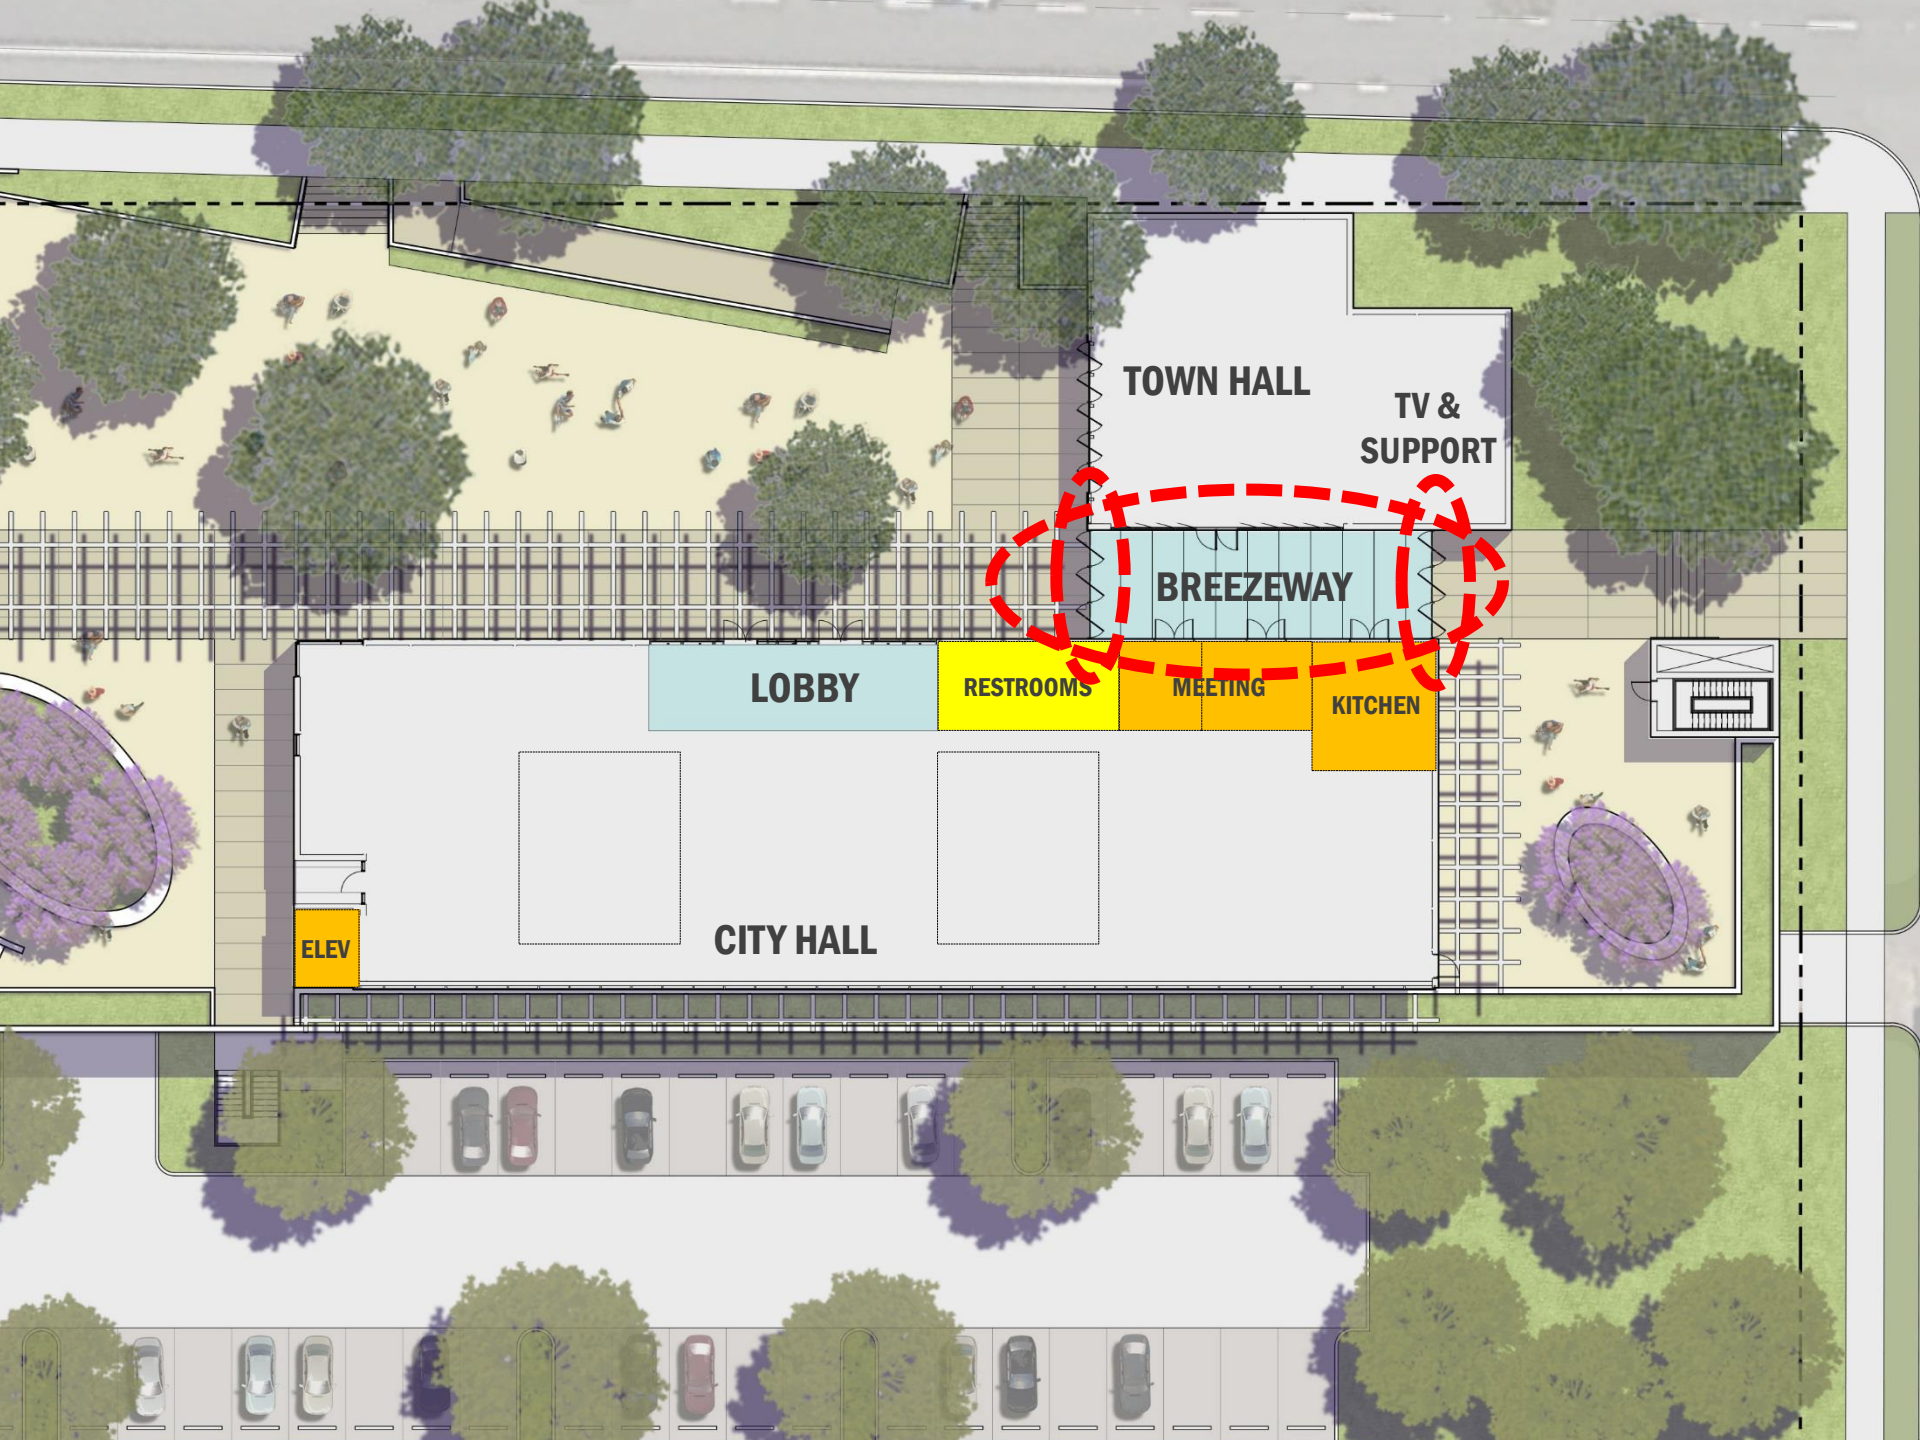 TOWN HALL
TV &
SUPPORT
BREEZEWAY
LOBBY
RESTROOMS
MEETING
KITCHEN
CITY HALL
ELEV